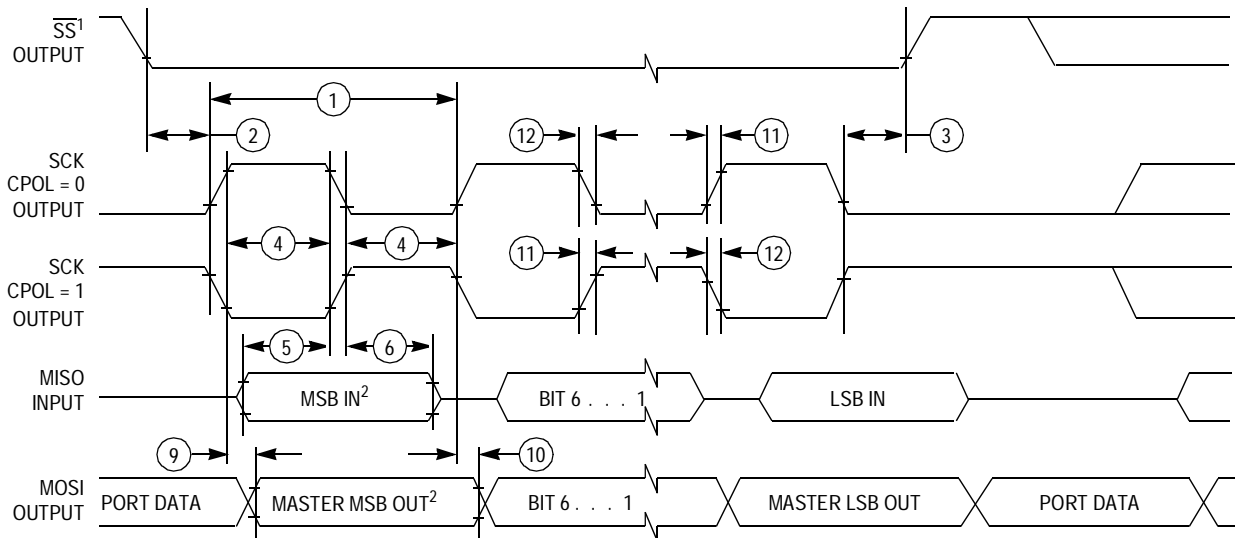 SS¹
OUTPUT
1
2
12
11
3
SCK
CPOL = 0
OUTPUT
4
4
SCK
CPOL = 1
OUTPUT
11
12
5
6
MISO
INPUT
MSB IN²
BIT 6 . . . 1
LSB IN
9
10
MOSI
OUTPUT
PORT DATA
MASTER MSB OUT²
BIT 6 . . . 1
MASTER LSB OUT
PORT DATA